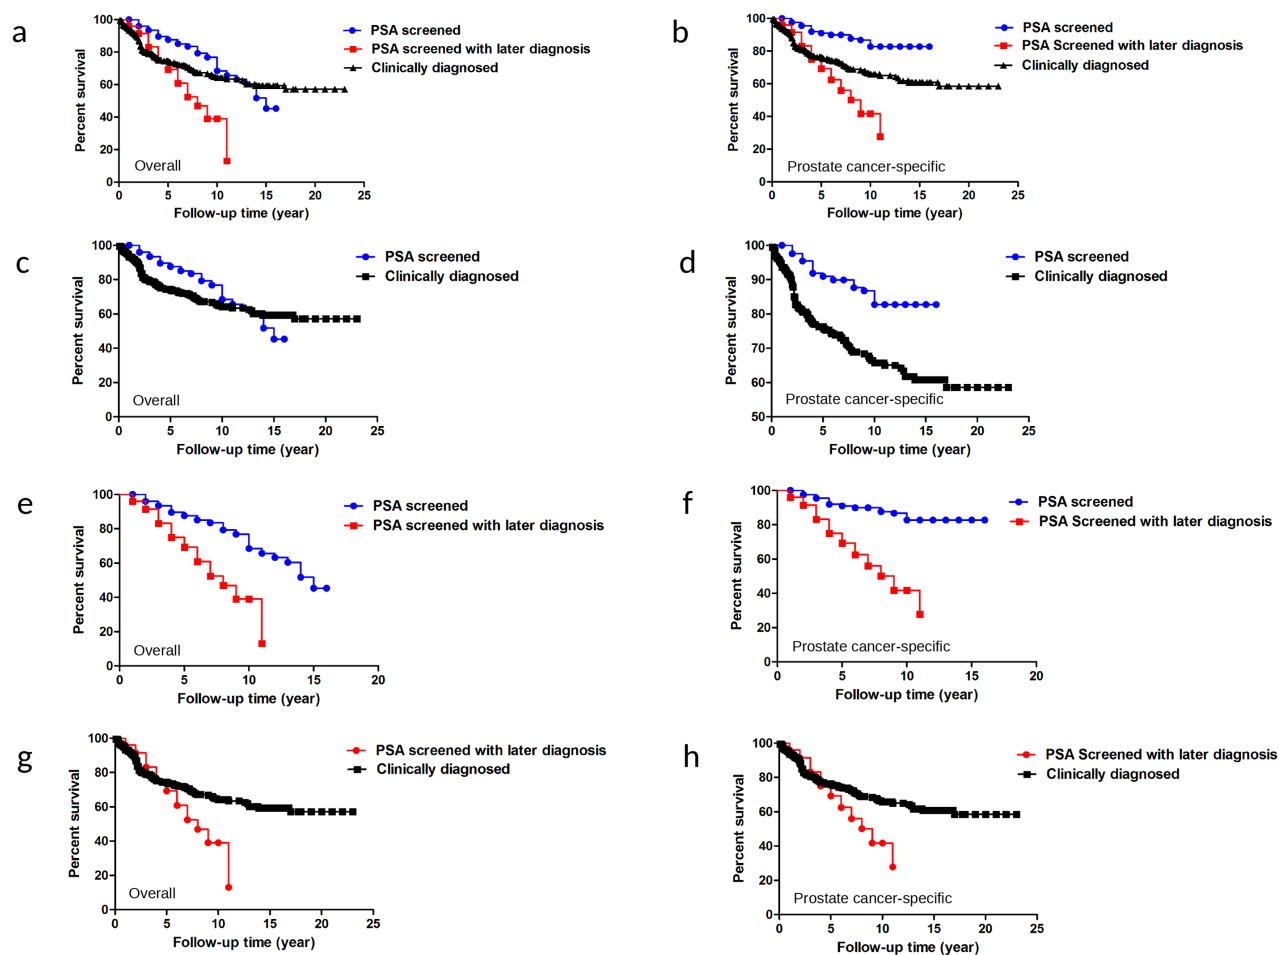 a
Percent survival
100
80
60
40
20
0
0 5 10 15 20 25
Follow-up time (year)
Overall
PSA screened
PSA screened with later diagnosis
Clinically diagnosed
b
Percent survival
100
80
60
40
20
0
0 5 10 15 20 25
Follow-up time (year)
Prostate cancer-specific
PSA screened
PSA Screened with later diagnosis
Clinically diagnosed
c
Percent survival
100
80
60
40
20
0
0 5 10 15 20 25
Follow-up time (year)
Overall
PSA screened
Clinically diagnosed
d
Percent survival
100
90
80
70
60
50
0 5 10 15 20 25
Follow-up time (year)
Prostate cancer-specific
PSA screened
Clinically diagnosed
e
Percent survival
100
80
60
40
20
0
0 5 10 15 20
Follow-up time (year)
Overall
PSA screened
PSA screened with later diagnosis
f
Percent survival
100
80
60
40
20
0
0 5 10 15 20
Follow-up time (year)
Prostate cancer-specific
PSA screened
PSA Screened with later diagnosis
g
Percent survival
100
80
60
40
20
0
0 5 10 15 20 25
Follow-up time (year)
Overall
PSA screened with later diagnosis
Clinically diagnosed
h
Percent survival
100
80
60
40
20
0
0 5 10 15 20 25
Follow-up time (year)
Prostate cancer-specific
PSA Screened with later diagnosis
Clinically diagnosed